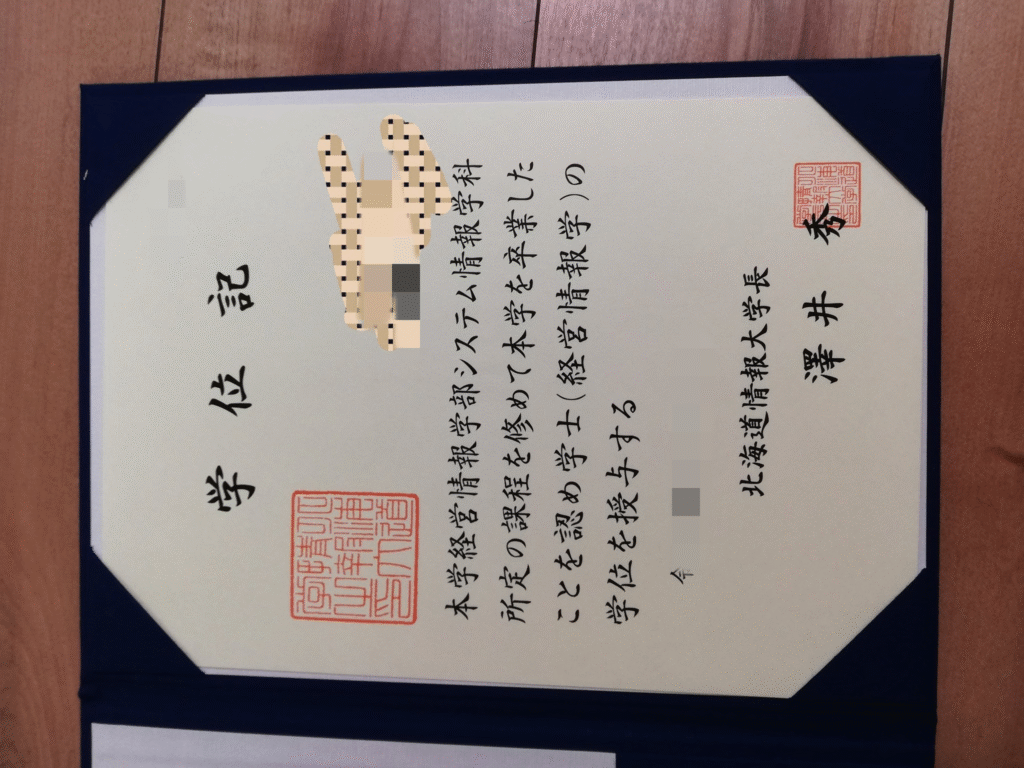 学位記
本学経営情報学部システム情報学科
所定の課程を修めて本学を卒業した
ことを認め学士(経営情報学)の
学位を授与する
令
北海道情報大学長
澤井秀